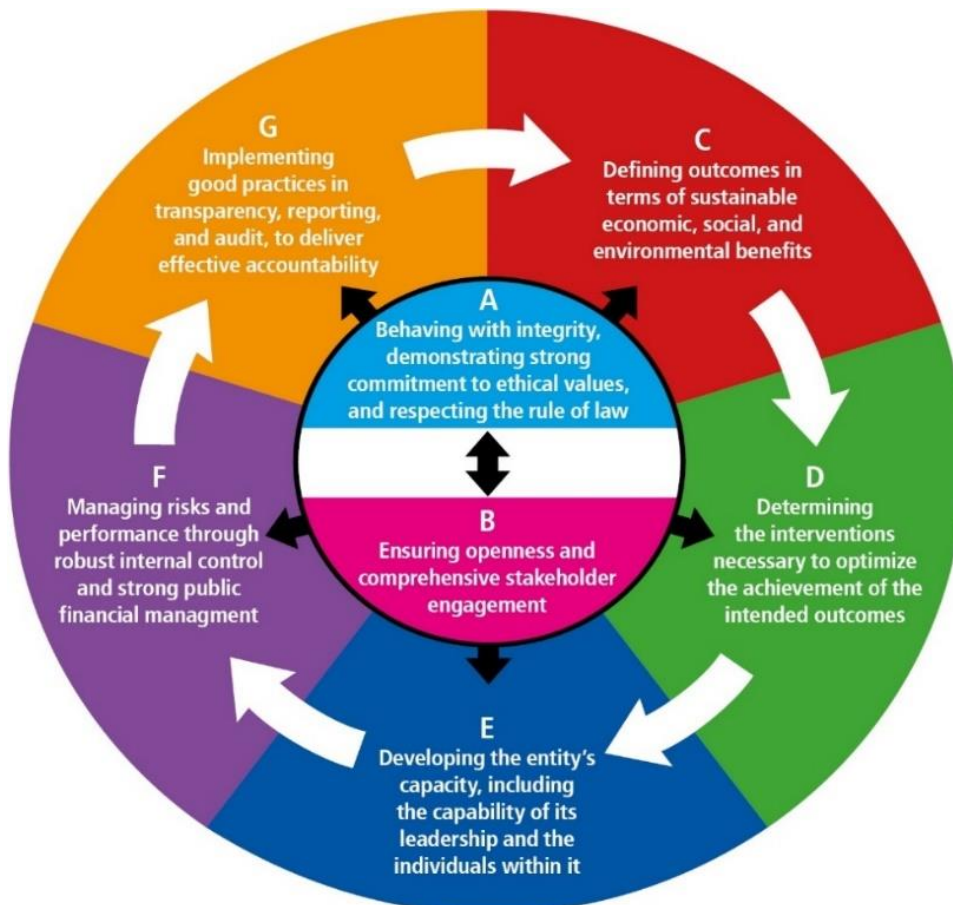 A
Behaving with integrity,
demonstrating strong
commitment to ethical values,
and respecting the rule of law
B
Ensuring openness and
comprehensive stakeholder
engagement
C
Defining outcomes in
terms of sustainable
economic, social, and
environmental benefits
D
Determining
the interventions
necessary to optimize
the achievement of the
intended outcomes
E
Developing the entity’s
capacity, including
the capability of its
leadership and the
individuals within it
F
Managing risks and
performance through
robust internal control
and strong public
financial managment
G
Implementing
good practices in
transparency, reporting,
and audit, to deliver
effective accountability